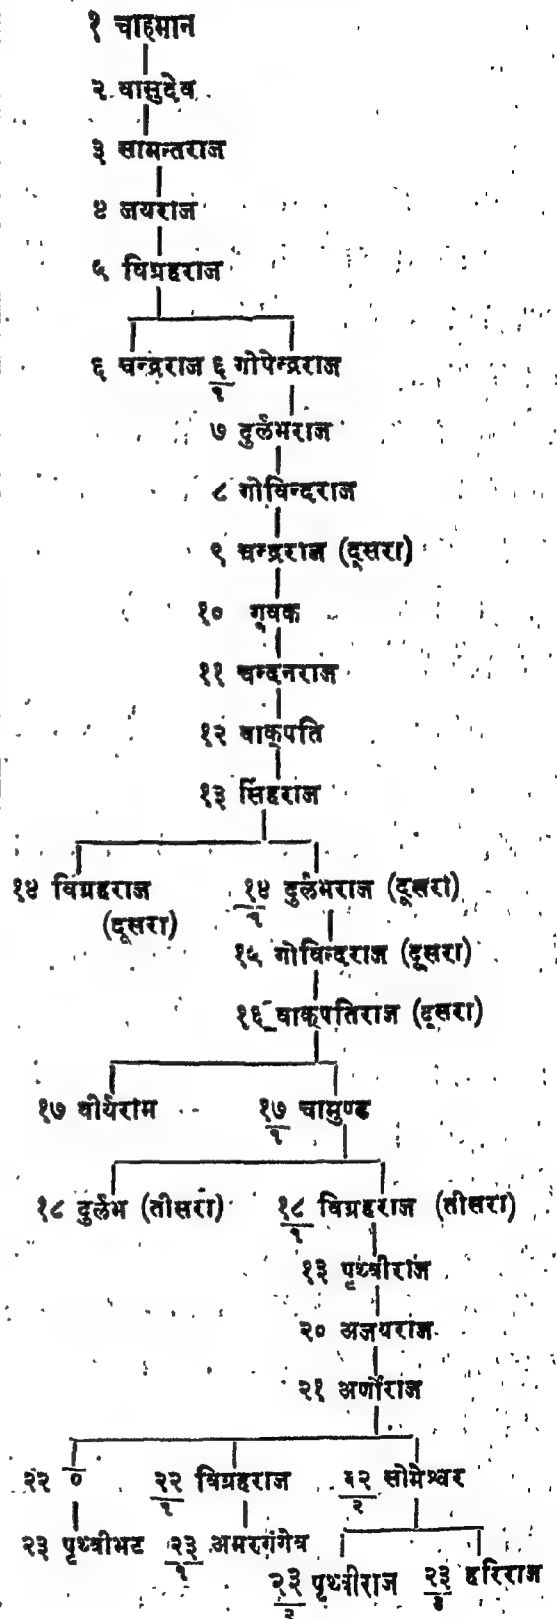 १ चाहमान
२ वासुदेव
३ सामन्तराज
४ जयराज
५ विग्रहराज
६ चन्द्रराज ६/१ गोपेन्द्रराज
७ दुर्लभराज
८ गोविन्दराज
९ चन्द्रराज (दूसरा)
१० गूवक
११ चन्दनराज
१२ वाक्पति
१३ सिंहराज
१४ विग्रहराज १४/१ दुर्लभराज (दूसरा)
(दूसरा)
१५ गोविन्दराज (दूसरा)
१६ वाक्पतिराज (दूसरा)
१७ वीर्यराम १७/१ चामुण्ड
१८ दुर्लभ (तीसरा) १८/१ विग्रहराज (तीसरा)
१३ पृथ्वीराज
२० अजयराज
२१ अर्णोराज
२२ ० २२/१ विग्रहराज २२/२ सोमेश्वर
२३ पृथ्वीभट २३/१ अमरगंगेव
२३/२ पृथ्वीराज २३/३ हरिराज